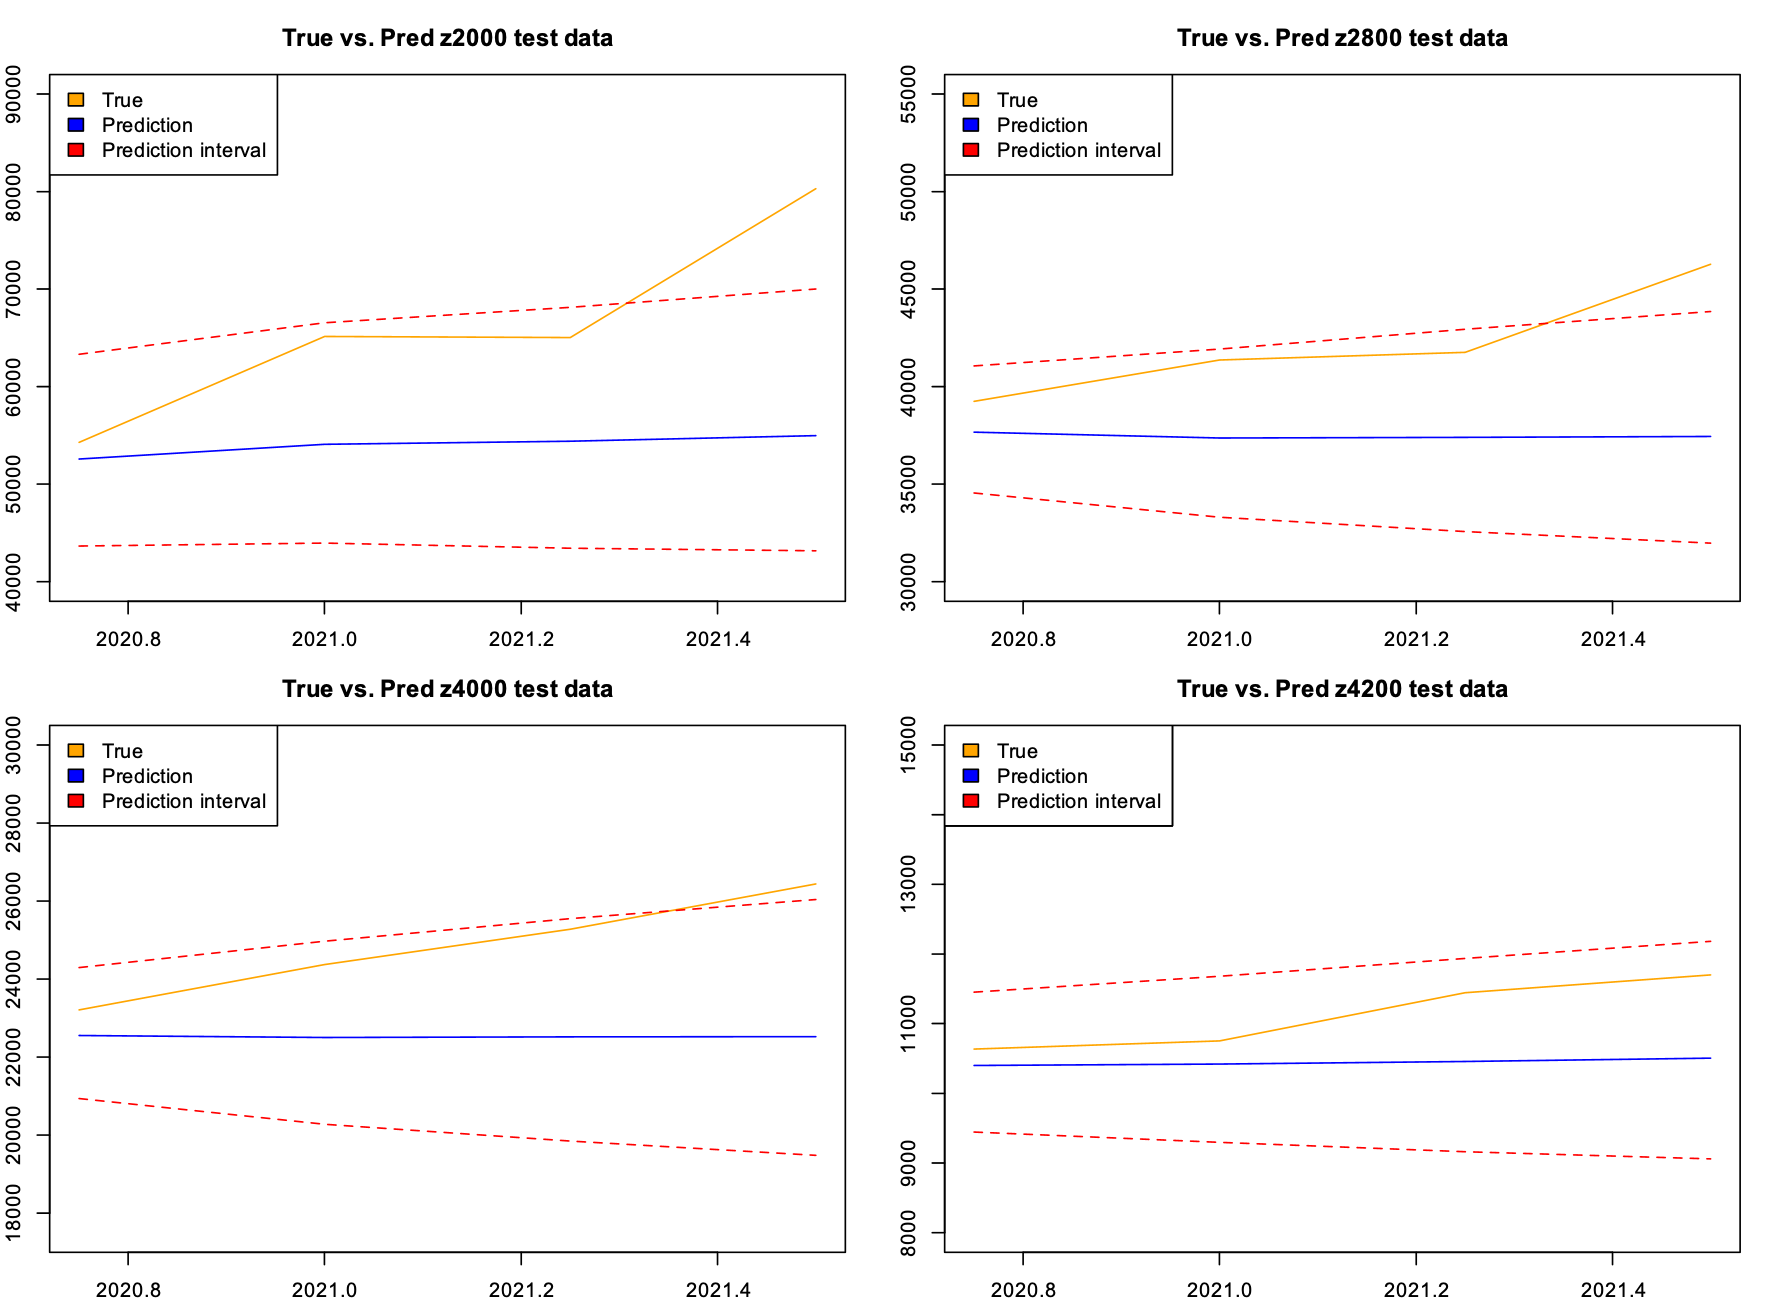 True vs. Pred z2000 test data
True
Prediction
Prediction interval
90000
80000
70000
60000
50000
40000
2020.8 2021.0 2021.2 2021.4
True vs. Pred z2800 test data
True
Prediction
Prediction interval
55000
50000
45000
40000
35000
30000
2020.8 2021.0 2021.2 2021.4
True vs. Pred z4000 test data
True
Prediction
Prediction interval
30000
28000
26000
24000
22000
20000
18000
2020.8 2021.0 2021.2 2021.4
True vs. Pred z4200 test data
True
Prediction
Prediction interval
15000
13000
11000
9000
8000
2020.8 2021.0 2021.2 2021.4